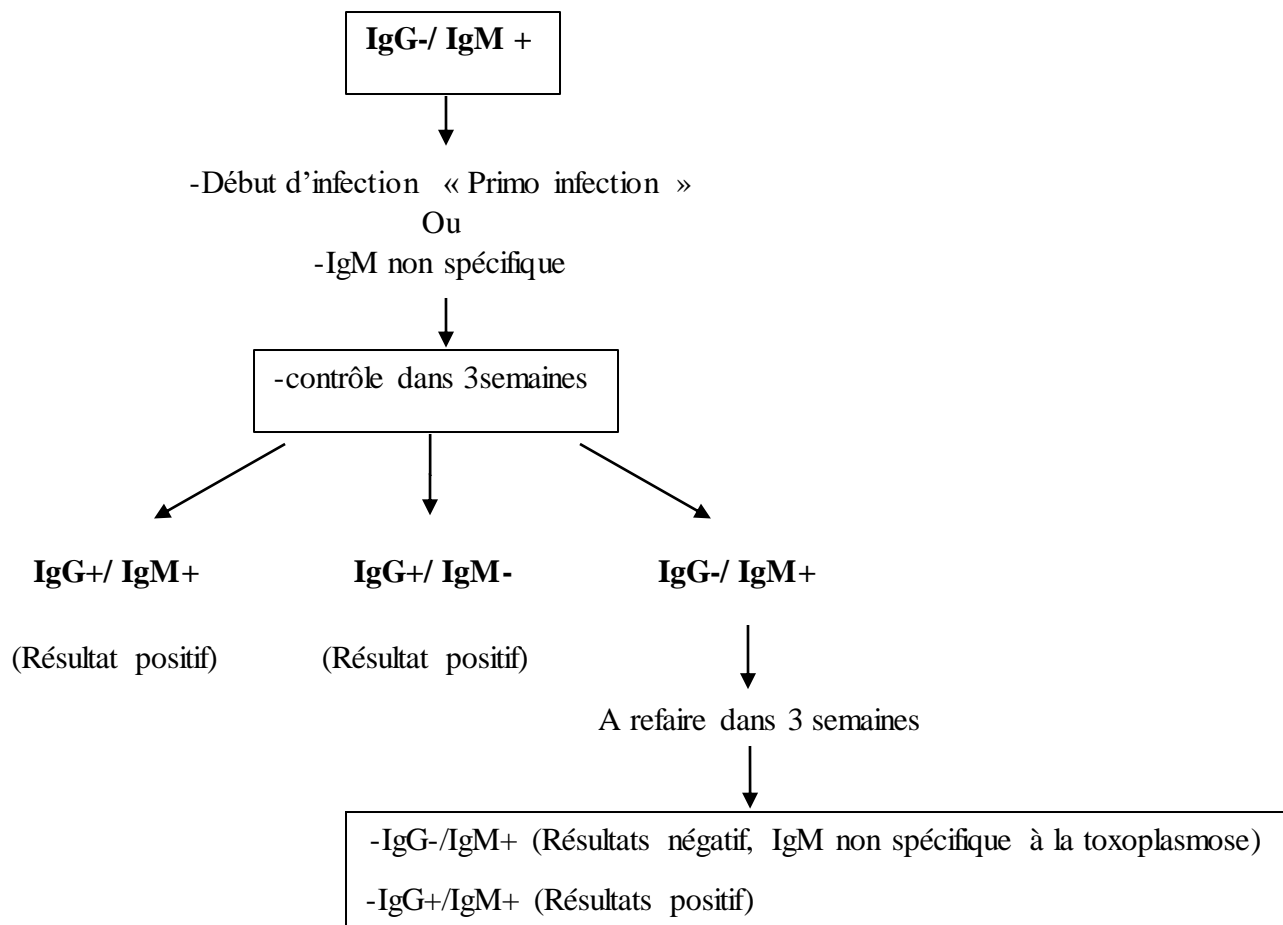 IgG-/ IgM +
-Début d'infection « Primo infection »
Ou
-IgM non spécifique
-contrôle dans 3semaines
IgG+/ IgM+ IgG+/ IgM- IgG-/ IgM+
(Résultat positif) (Résultat positif)
A refaire dans 3 semaines
-IgG-/IgM+ (Résultats négatif, IgM non spécifique à la toxoplasmose)
-IgG+/IgM+ (Résultats positif)